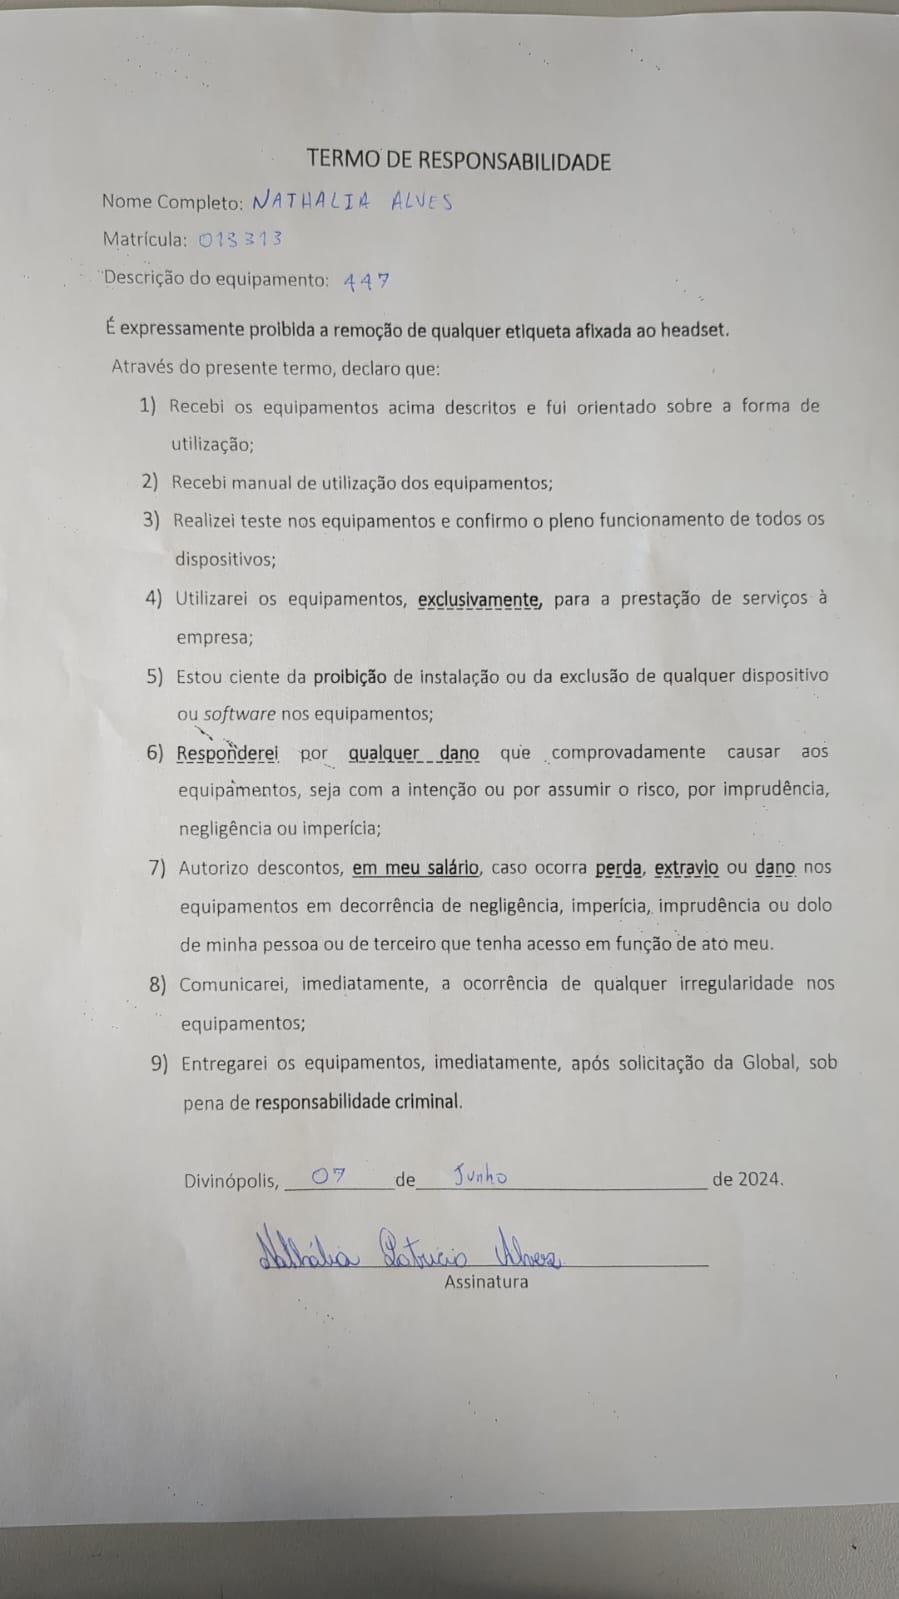 TERMO DE RESPONSABILIDADE
Nome Completo: NATHALIA ALVES
Matrícula: 013313
Descrição do equipamento: 447
É expressamente proibida a remoção de qualquer etiqueta afixada ao headset.
Através do presente termo, declaro que:
1) Recebi os equipamentos acima descritos e fui orientado sobre a forma de
utilização;
2) Recebi manual de utilização dos equipamentos;
3) Realizei teste nos equipamentos e confirmo o pleno funcionamento de todos os
dispositivos;
4) Utilizarei os equipamentos, exclusivamente, para a prestação de serviços à
empresa;
5) Estou ciente da proibição de instalação ou da exclusão de qualquer dispositivo
ou software nos equipamentos;
6) Responderei por qualquer dano que comprovadamente causar aos
equipamentos, seja com a intenção ou por assumir o risco, por imprudência,
negligência ou imperícia;
7) Autorizo descontos, em meu salário, caso ocorra perda, extravio ou dano nos
equipamentos em decorrência de negligência, imperícia, imprudência ou dolo
de minha pessoa ou de terceiro que tenha acesso em função de ato meu.
8) Comunicarei, imediatamente, a ocorrência de qualquer irregularidade nos
equipamentos;
9) Entregarei os equipamentos, imediatamente, após solicitação da Global, sob
pena de responsabilidade criminal.
Divinópolis, 07 de Junho de 2024.
Nathália Patricia Alves
Assinatura